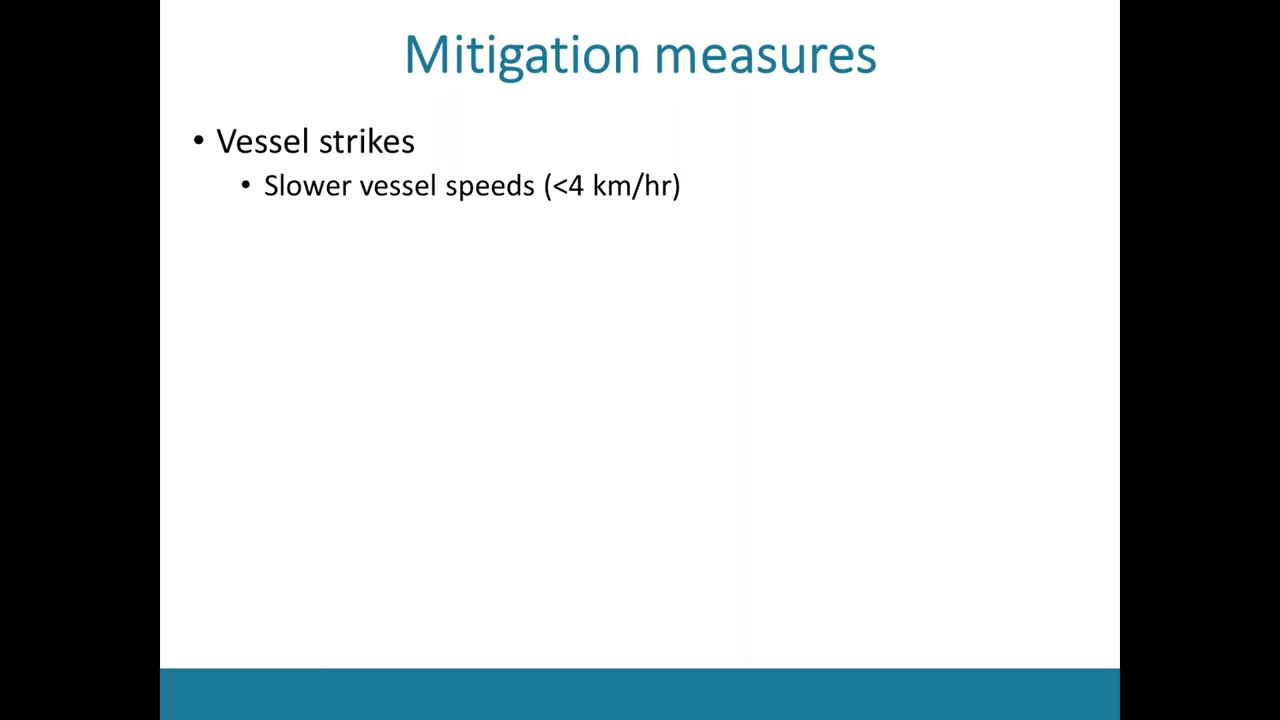 Mitigation measures
• Vessel strikes
• Slower vessel speeds (<4 km/hr)